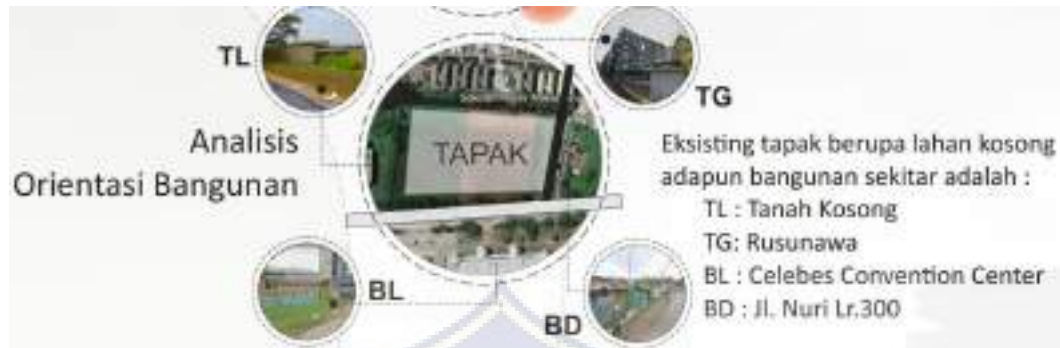 TL
TG
Analisis
Orientasi Bangunan
TAPAK
Eksisting tapak berupa lahan kosong
adapun bangunan sekitar adalah :
TL : Tanah Kosong
TG: Rusunawa
BL : Celebes Convention Center
BD : Jl. Nuri Lr.300
BL
BD